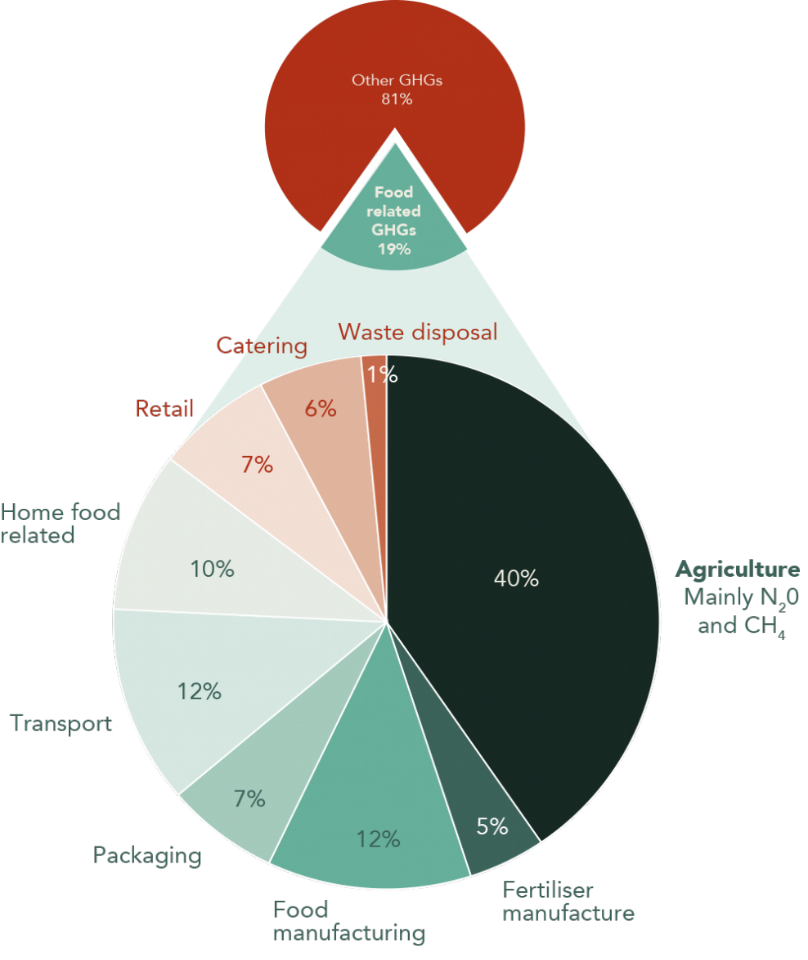 Other GHGs
81%
Food
related
GHGs
19%
Waste disposal
Catering
1%
6%
Retail
7%
Home food
related
10%
40%
Agriculture
Mainly N₂0
and CH₄
12%
Transport
7%
Packaging
12%
5%
Food
manufacturing
Fertiliser
manufacture